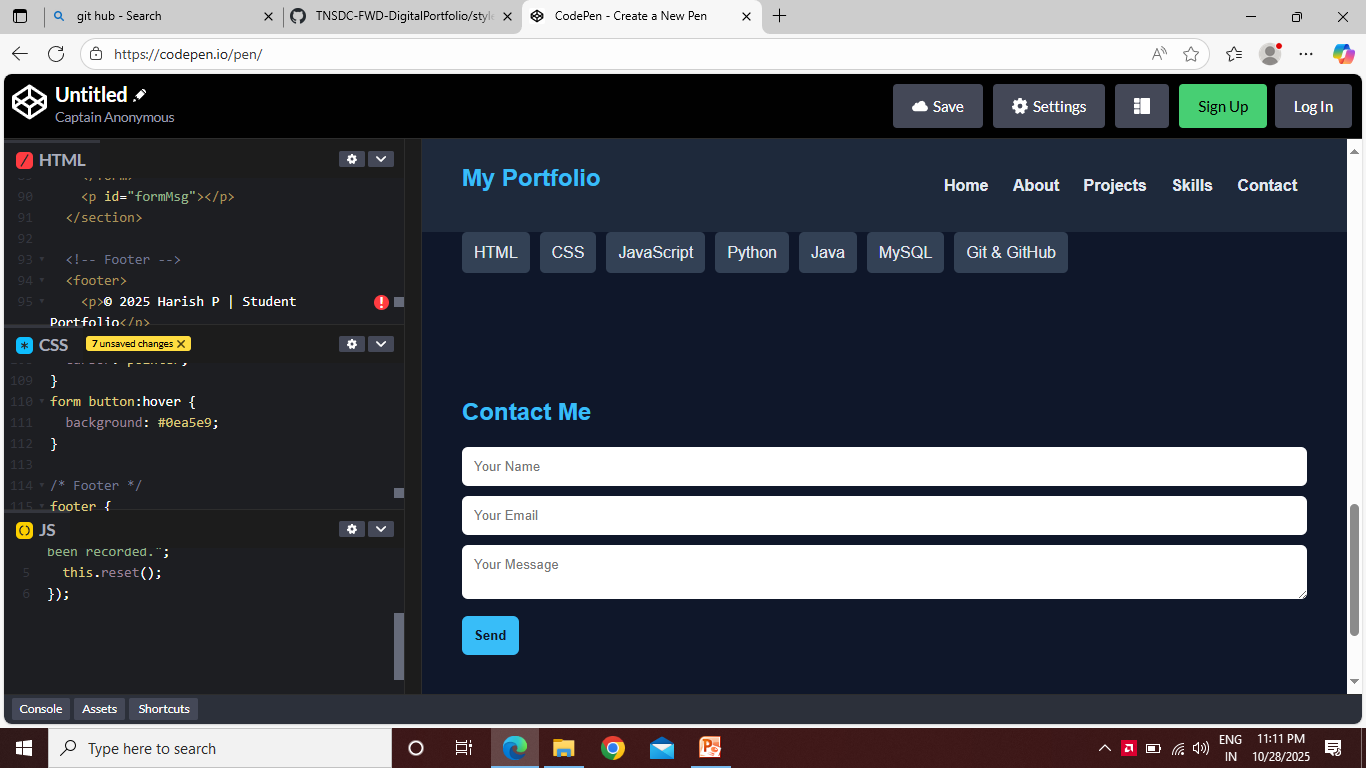 git hub - Search
TNSDC-FWD-DigitalPortfolio/style
CodePen - Create a New Pen
https://codepen.io/pen/
Untitled
Captain Anonymous
Save
Settings
Sign Up
Log In
HTML
90 <p id="formMsg"></p>
91 </section>
92
93 <!-- Footer -->
94 <footer>
95 <p>© 2025 Harish P | Student
Portfolio</p>
CSS
7 unsaved changes
109 }
110 form button:hover {
111 background: #0ea5e9;
112 }
113
114 /* Footer */
115 footer {
JS
been recorded.";
5 this.reset();
6 });
My Portfolio
Home About Projects Skills Contact
HTML CSS JavaScript Python Java MySQL Git & GitHub
Contact Me
Your Name
Your Email
Your Message
Send
Console Assets Shortcuts
Type here to search
ENG
IN
11:11 PM
10/28/2025